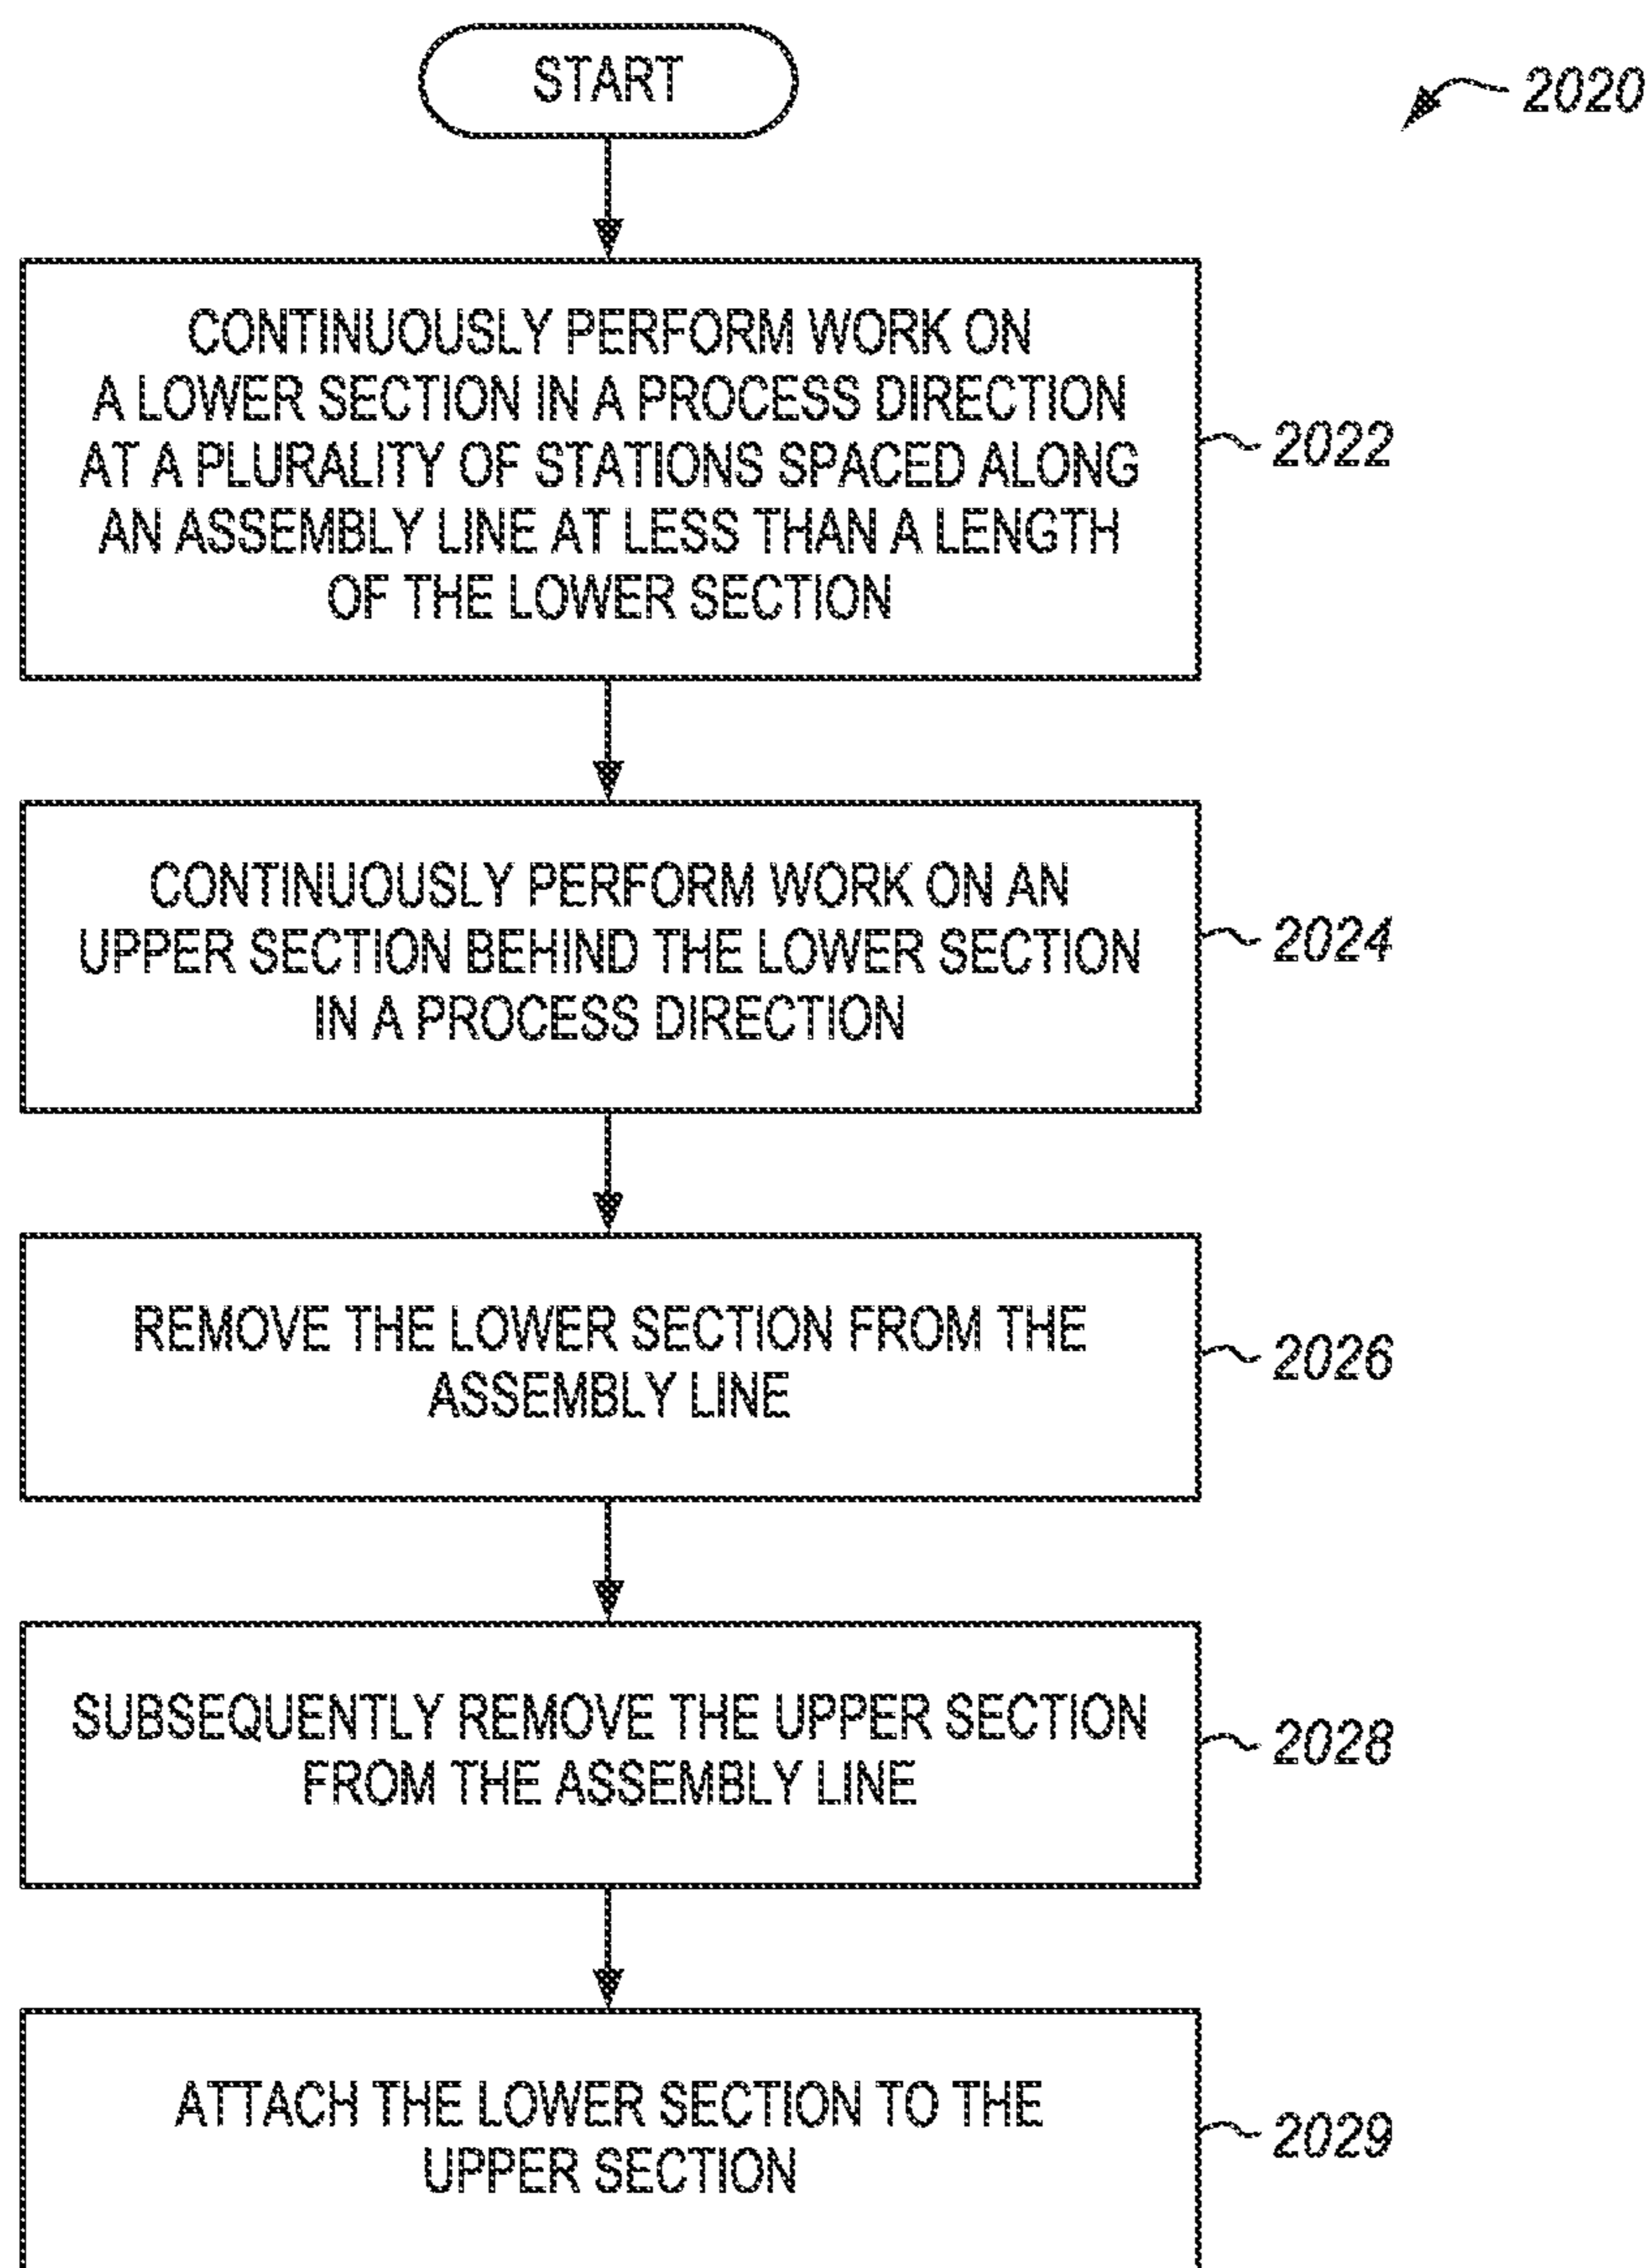 START
2020
CONTINUOUSLY PERFORM WORK ON
A LOWER SECTION IN A PROCESS DIRECTION
AT A PLURALITY OF STATIONS SPACED ALONG
AN ASSEMBLY LINE AT LESS THAN A LENGTH
OF THE LOWER SECTION
2022
CONTINUOUSLY PERFORM WORK ON AN
UPPER SECTION BEHIND THE LOWER SECTION
IN A PROCESS DIRECTION
2024
REMOVE THE LOWER SECTION FROM THE
ASSEMBLY LINE
2026
SUBSEQUENTLY REMOVE THE UPPER SECTION
FROM THE ASSEMBLY LINE
2028
ATTACH THE LOWER SECTION TO THE
UPPER SECTION
2029